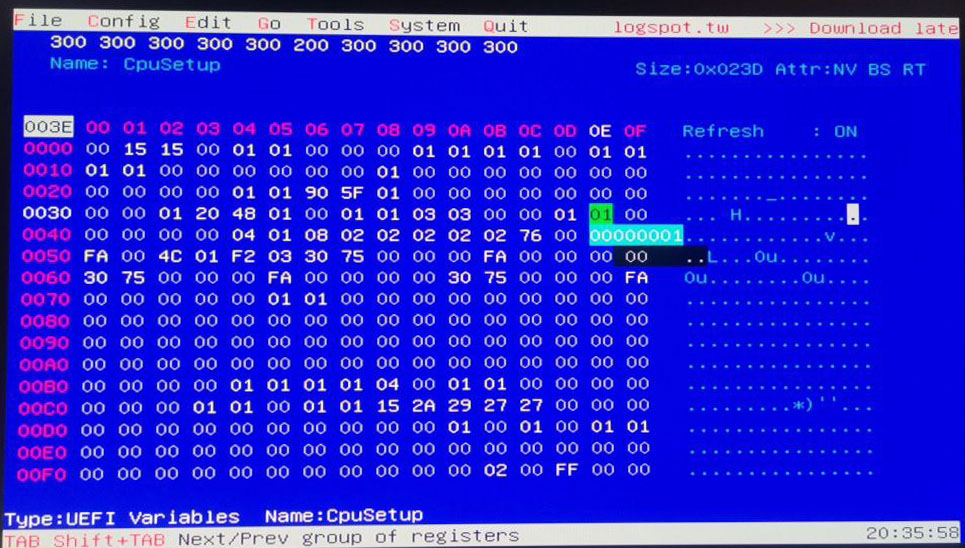 File Config Edit Go Tools System Quit logspot.tw >>> Download late
300 300 300 300 300 200 300 300 300 300
Name: CpuSetup Size:0x023D Attr:NV BS RT
003E 00 01 02 03 04 05 06 07 08 09 0A 0B 0C 0D 0E 0F Refresh : ON
0000 00 15 15 00 01 01 00 00 00 01 01 01 01 00 01 01 ................
0010 01 01 00 00 00 00 00 00 01 00 00 00 00 00 00 00 ................
0020 00 00 00 00 01 01 90 5F 01 00 00 00 00 00 00 00 ......._........
0030 00 00 01 20 48 01 00 01 01 03 03 00 00 01 01 00 ... H..........
0040 00 00 00 00 04 01 08 02 02 02 02 02 76 00 00000001 ............v...
0050 FA 00 4C 01 F2 03 30 75 00 00 00 FA 00 00 00 00 ..L...0u........
0060 30 75 00 00 00 FA 00 00 00 00 30 75 00 00 00 FA 0u........0u....
0070 00 00 00 00 00 01 01 00 00 00 00 00 00 00 00 00 ................
0080 00 00 00 00 00 00 00 00 00 00 00 00 00 00 00 00 ................
0090 00 00 00 00 00 00 00 00 00 00 00 00 00 00 00 00 ................
00A0 00 00 00 00 00 00 00 00 00 00 00 00 00 00 00 00 ................
00B0 00 00 00 00 01 01 01 01 04 00 01 01 00 00 00 00 ................
00C0 00 00 00 01 01 00 01 01 15 2A 29 27 27 00 00 00 .........*)''...
00D0 00 00 00 00 00 00 00 00 00 00 01 00 01 00 01 01 ................
00E0 00 00 00 00 00 00 00 00 00 00 00 00 00 00 00 00 ................
00F0 00 00 00 00 00 00 00 00 00 00 00 02 00 FF 00 00 ................
Type:UEFI Variables Name:CpuSetup
TAB Shift+TAB Next/Prev group of registers 20:35:58